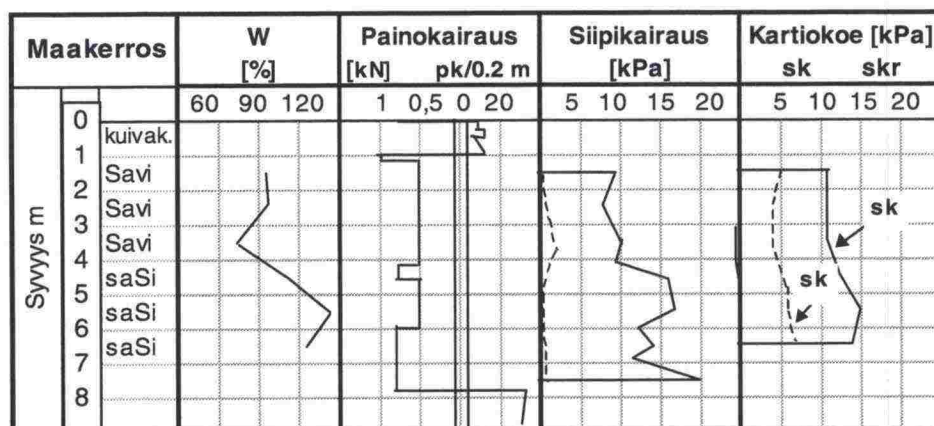 Maakerros W Painokairaus Siipikairaus Kartiokoe [kPa]
[%] [kN] pk/0.2 m [kPa] sk skr
60 90 120 1 0,5 0 20 5 10 15 20 5 10 15 20
Syvyys m
0
kuivak.
1
Savi
2
Savi
3
Savi
4
saSi
5
saSi
6
saSi
7
8
sk
sk